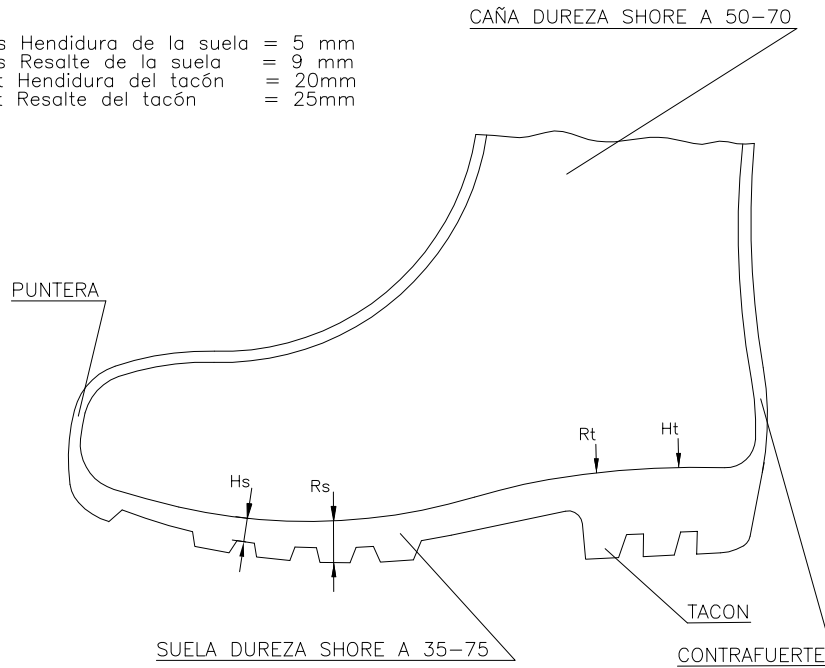 CAÑA DUREZA SHORE A 50-70
s Hendidura de la suela = 5 mm
s Resalte de la suela = 9 mm
t Hendidura del tacón = 20mm
t Resalte del tacón = 25mm
PUNTERA
Rt
Ht
Hs
Rs
TACON
SUELA DUREZA SHORE A 35-75
CONTRAFUERTE